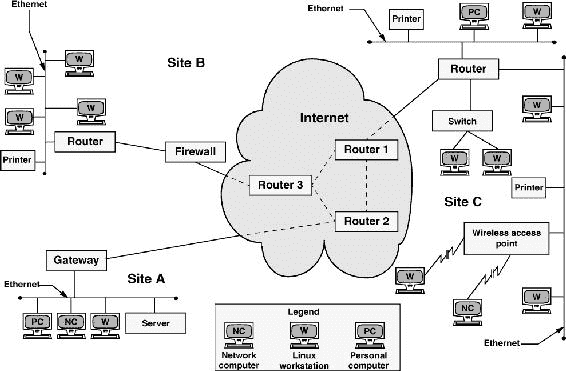 Ethernet
Printer
PC
W
Ethernet
W
W
W
W
Router
Printer
Site B
Firewall
Internet
Router 1
Router 3
Router 2
Router
W
Switch
W
W
Site C
Printer
Wireless access
point
W
NC
W
Ethernet
Gateway
Site A
Ethernet
PC
NC
W
Server
Legend
NC
W
PC
Network
computer
Linux
workstation
Personal
computer